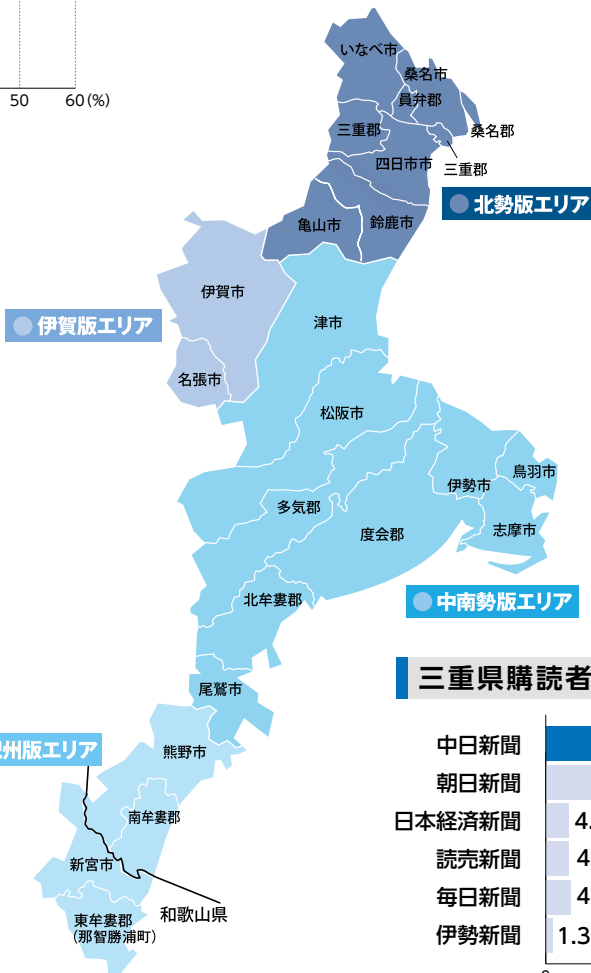 50 60(%)
いなべ市
桑名市
員弁郡
桑名郡
三重郡
四日市市
三重郡
北勢版エリア
亀山市
鈴鹿市
伊賀市
伊賀版エリア
津市
名張市
松阪市
鳥羽市
伊勢市
多気郡
志摩市
度会郡
北牟婁郡
中南勢版エリア
尾鷲市
三重県購読者
州版エリア
熊野市
中日新聞
朝日新聞
南牟婁郡
日本経済新聞 4.
新宮市
読売新聞 4
毎日新聞 4
和歌山県
東牟婁郡
(那智勝浦町)
伊勢新聞 1.3